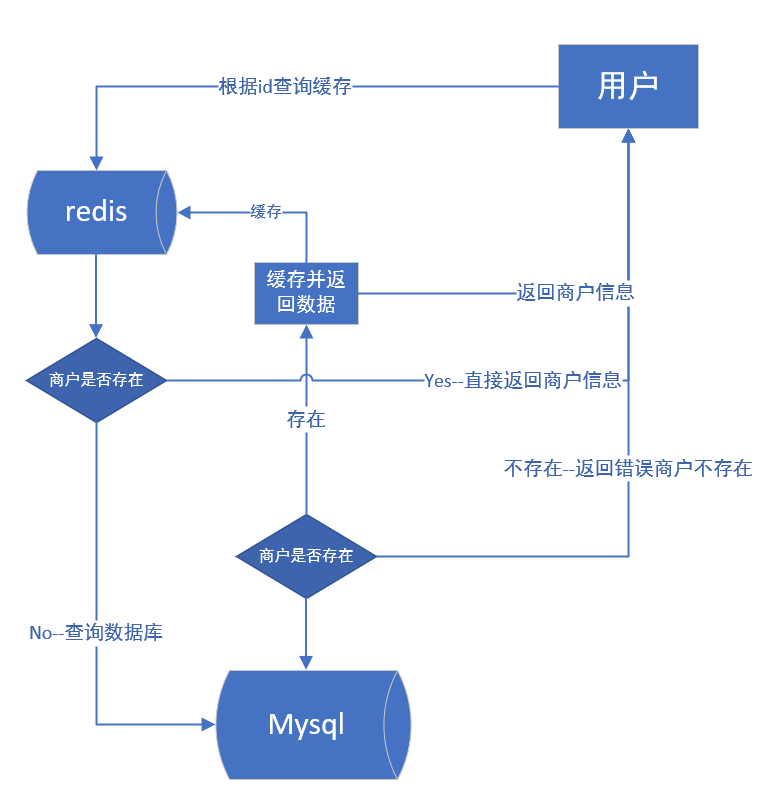 用户
根据id查询缓存
redis
缓存
缓存并返
回数据
返回商户信息
商户是否存在
Yes--直接返回商户信息
存在
不存在--返回错误商户不存在
商户是否存在
No--查询数据库
Mysql